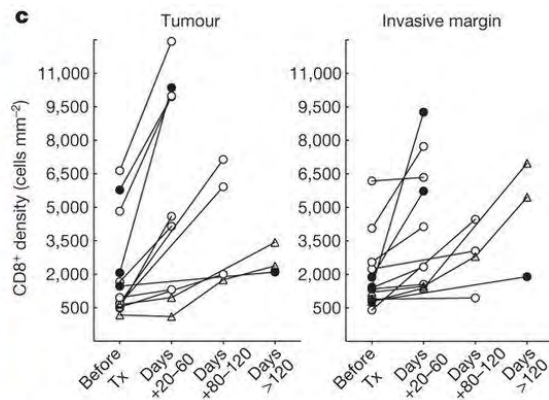 c
Tumour
Invasive margin
CD8+ density (cells mm−2)
11,000
9,500
8,000
6,500
5,000
3,500
2,000
500
Before Tx
Days +20–60
Days +80–120
Days >120
11,000
9,500
8,000
6,500
5,000
3,500
2,000
500
Before Tx
Days +20–60
Days +80–120
Days >120